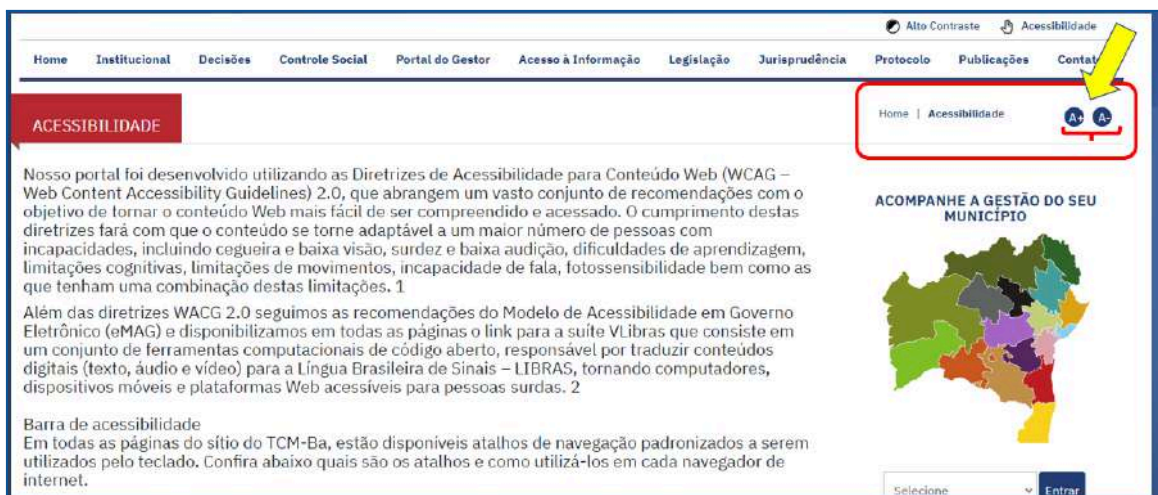 Alto Contraste Acessibilidade
Home Institucional Decisões Controle Social Portal do Gestor Acesso à Informação Legislação Jurisprudência Protocolo Publicações Contato
ACESSIBILIDADE
Home | Acessibilidade A+ A-
Nosso portal foi desenvolvido utilizando as Diretrizes de Acessibilidade para Conteúdo Web (WCAG –
Web Content Accessibility Guidelines) 2.0, que abrangem um vasto conjunto de recomendações com o
objetivo de tornar o conteúdo Web mais fácil de ser compreendido e acessado. O cumprimento destas
diretrizes fará com que o conteúdo se torne adaptável a um maior número de pessoas com
incapacidades, incluindo cegueira e baixa visão, surdez e baixa audição, dificuldades de aprendizagem,
limitações cognitivas, limitações de movimentos, incapacidade de fala, fotossensibilidade bem como as
que tenham uma combinação destas limitações. 1
Além das diretrizes WACG 2.0 seguimos as recomendações do Modelo de Acessibilidade em Governo
Eletrônico (eMAG) e disponibilizamos em todas as páginas o link para a suíte VLibras que consiste em
um conjunto de ferramentas computacionais de código aberto, responsável por traduzir conteúdos
digitais (texto, áudio e vídeo) para a Língua Brasileira de Sinais – LIBRAS, tornando computadores,
dispositivos móveis e plataformas Web acessíveis para pessoas surdas. 2
Barra de acessibilidade
Em todas as páginas do sítio do TCM-Ba, estão disponíveis atalhos de navegação padronizados a serem
utilizados pelo teclado. Confira abaixo quais são os atalhos e como utilizá-los em cada navegador de
internet.
ACOMPANHE A GESTÃO DO SEU
MUNICÍPIO
Selecione Entrar